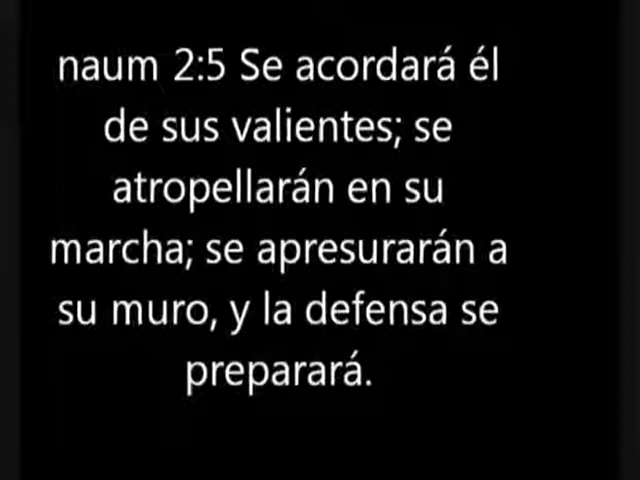 naum 2:5 Se acordará él
de sus valientes; se
atropellarán en su
marcha; se apresurarán a
su muro, y la defensa se
preparará.